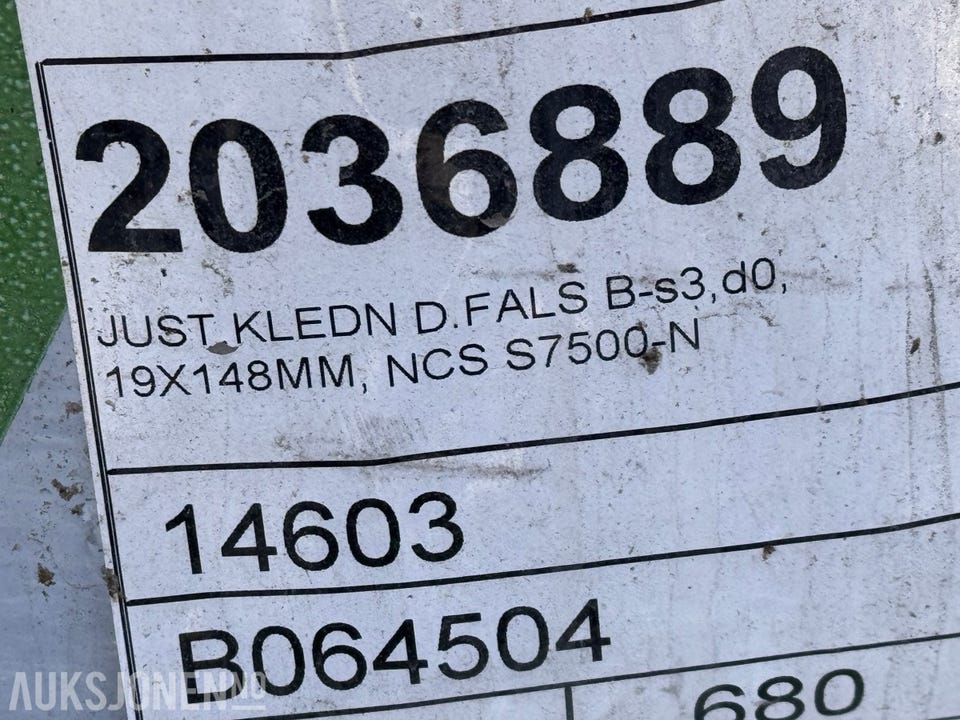 2036889
JUST.KLEDN D.FALS B-s3,d0,
19X148MM, NCS S7500-N
14603
B064504
680
AUKSJONEN.NO